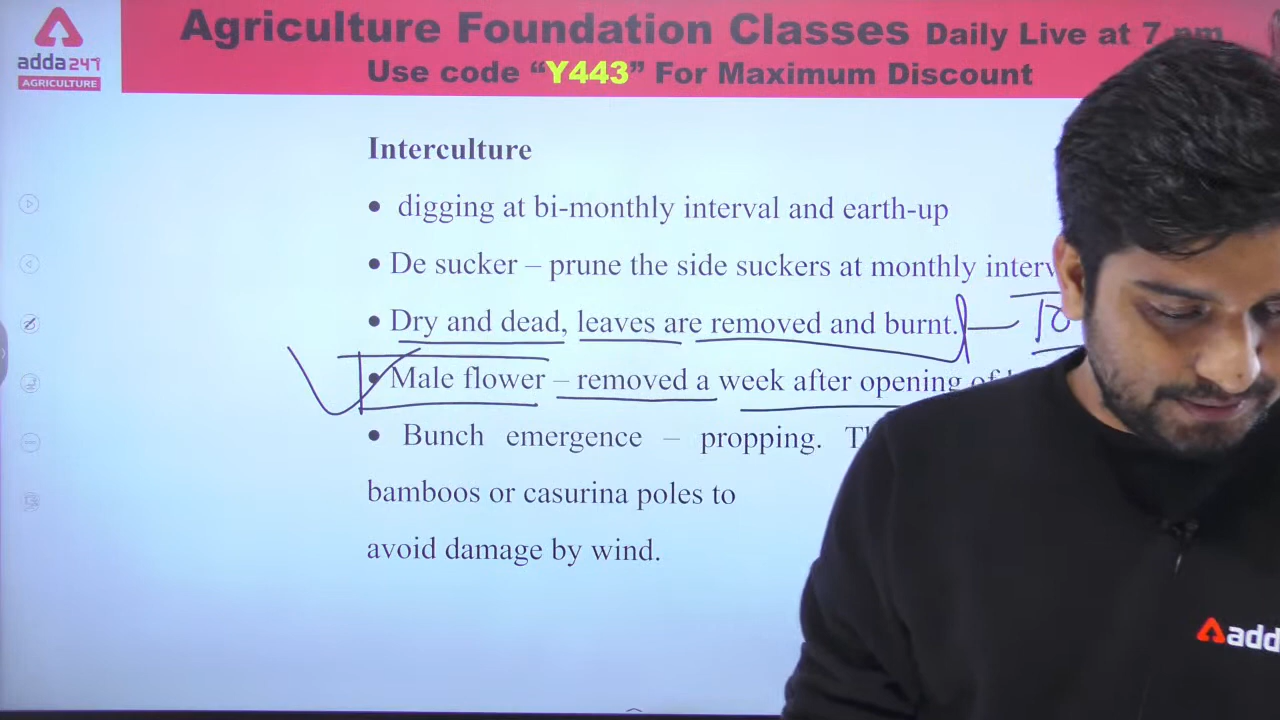 adda247
AGRICULTURE
Agriculture Foundation Classes Daily Live at 7 pm
Use code “Y443” For Maximum Discount
Interculture
• digging at bi-monthly interval and earth-up
• De sucker – prune the side suckers at monthly
• Dry and dead, leaves are removed and burnt.
• Male flower – removed a week after opening of
• Bunch emergence – propping.
bamboos or casurina poles to
avoid damage by wind.
add